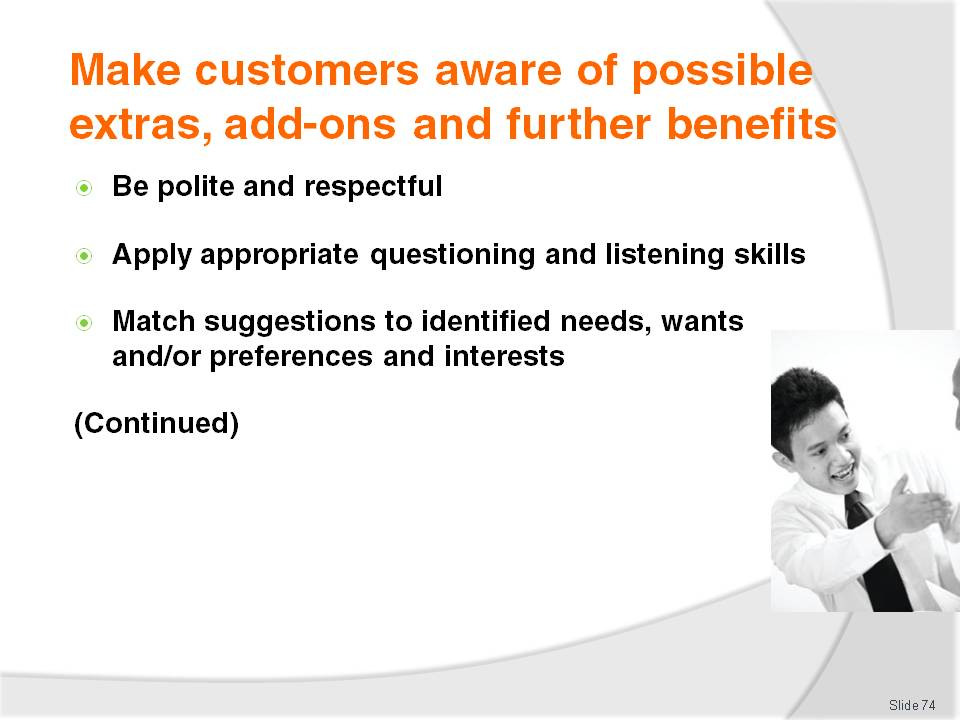 Make customers aware of possible
extras, add-ons and further benefits
Be polite and respectful
Apply appropriate questioning and listening skills
Match suggestions to identified needs, wants
and/or preferences and interests
(Continued)
Slide 74